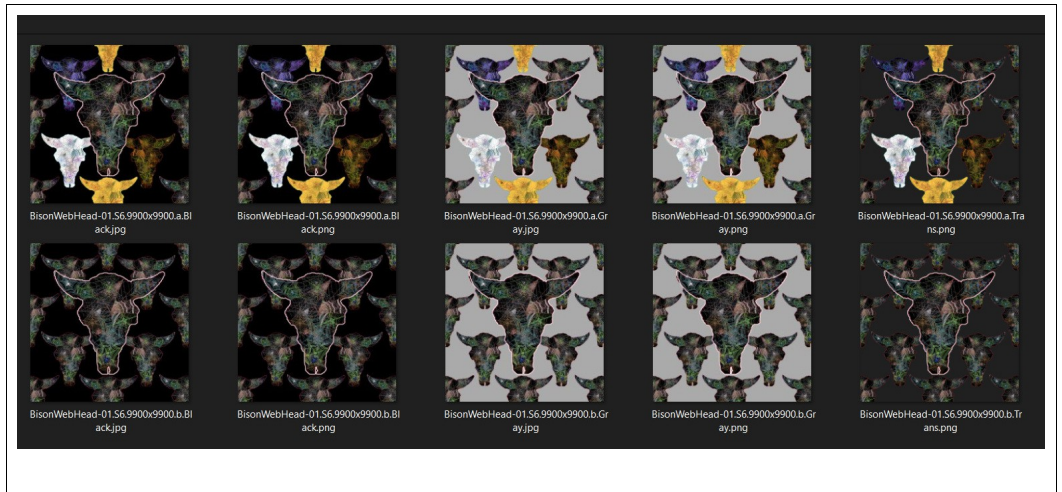 BisonWebHead-01.S6.9900x9900.a.Bl
ack.jpg
BisonWebHead-01.S6.9900x9900.a.Bl
ack.png
BisonWebHead-01.S6.9900x9900.a.Gr
ay.jpg
BisonWebHead-01.S6.9900x9900.a.Gr
ay.png
BisonWebHead-01.S6.9900x9900.a.Tra
ns.png
BisonWebHead-01.S6.9900x9900.b.Bl
ack.jpg
BisonWebHead-01.S6.9900x9900.b.Bl
ack.png
BisonWebHead-01.S6.9900x9900.b.Gr
ay.jpg
BisonWebHead-01.S6.9900x9900.b.Gr
ay.png
BisonWebHead-01.S6.9900x9900.b.Tr
ans.png